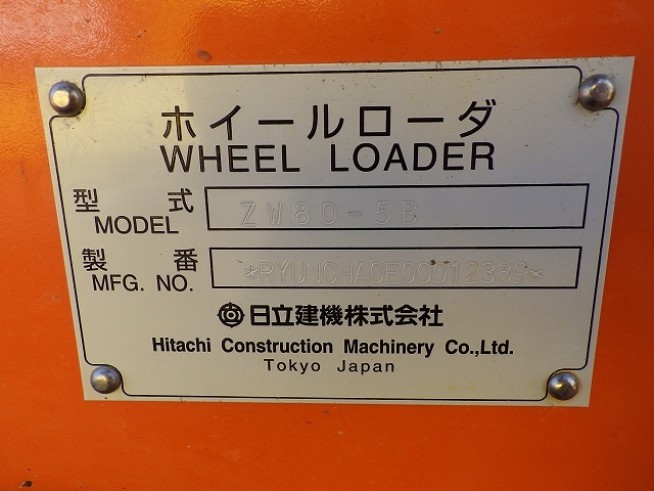 ホイールローダ
WHEEL LOADER
型式 ZW80-5B
MODEL
製番 *RYUNCHA0E00012389*
MFG. NO.
日立建機株式会社
Hitachi Construction Machinery Co.,Ltd.
Tokyo Japan